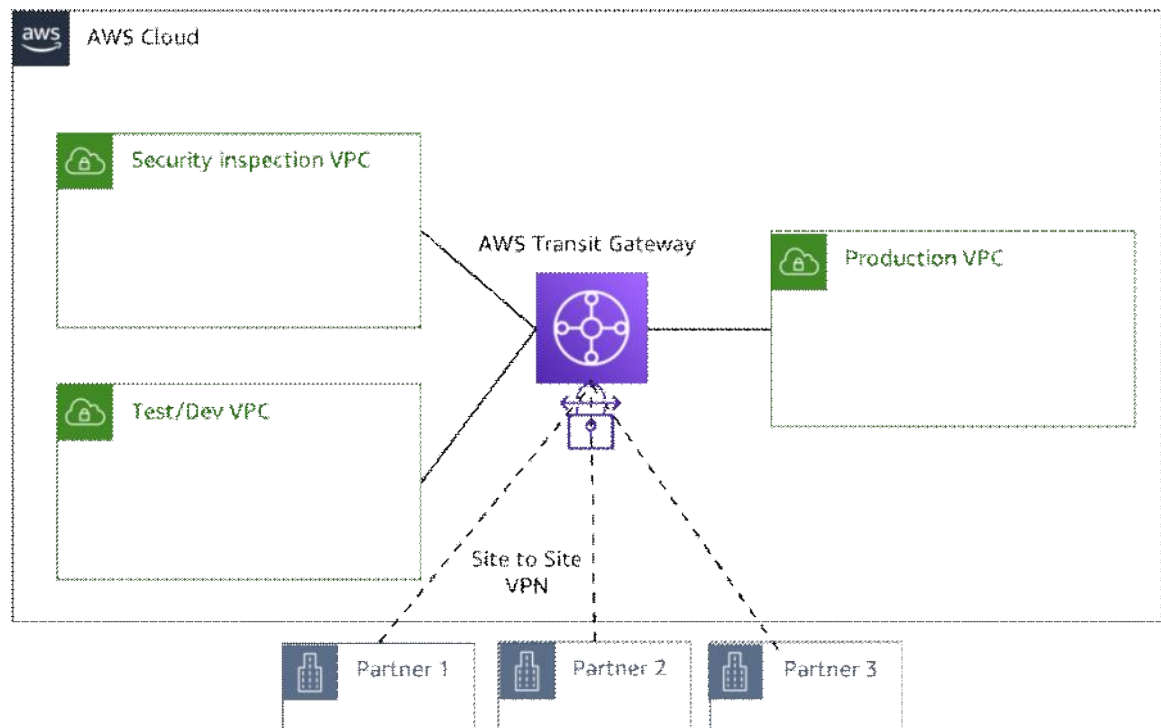 aws
AWS Cloud
Security inspection VPC
AWS Transit Gateway
Production VPC
Test/Dev VPC
Site to Site
VPN
Partner 1
Partner 2
Partner 3